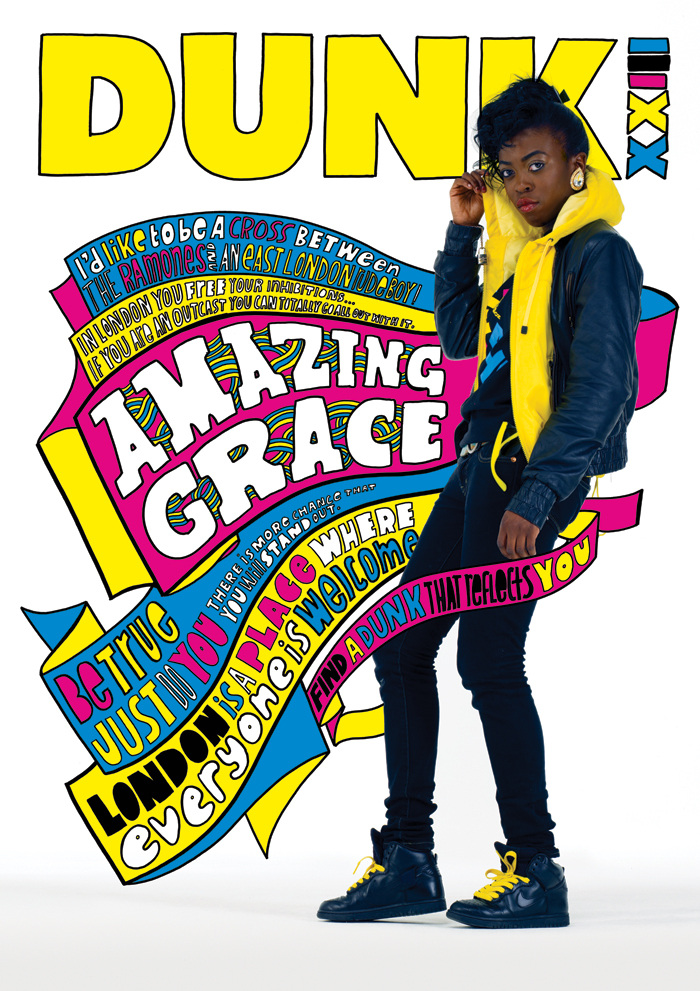 DUNK
XXIII
I'd like to be A CROSS BETWEEN
THE RAMONES AND AN EAST LONDON rudeBOY!
IN LONDON YOU FREE YOUR INHIBITIONS...
IF YOU ARE AN OUTCAST YOU CAN TOTALLY GO ALL OUT WITH IT.
AMAZING
GRACE
THERE IS MORE CHANCE THAT
YOU WILL STAND OUT.
Be TRUE
JUST DO YOU
LONDON iS A PLACE WHERE
everyone is Welcome
FIND A DUNK THAT reflects YOU